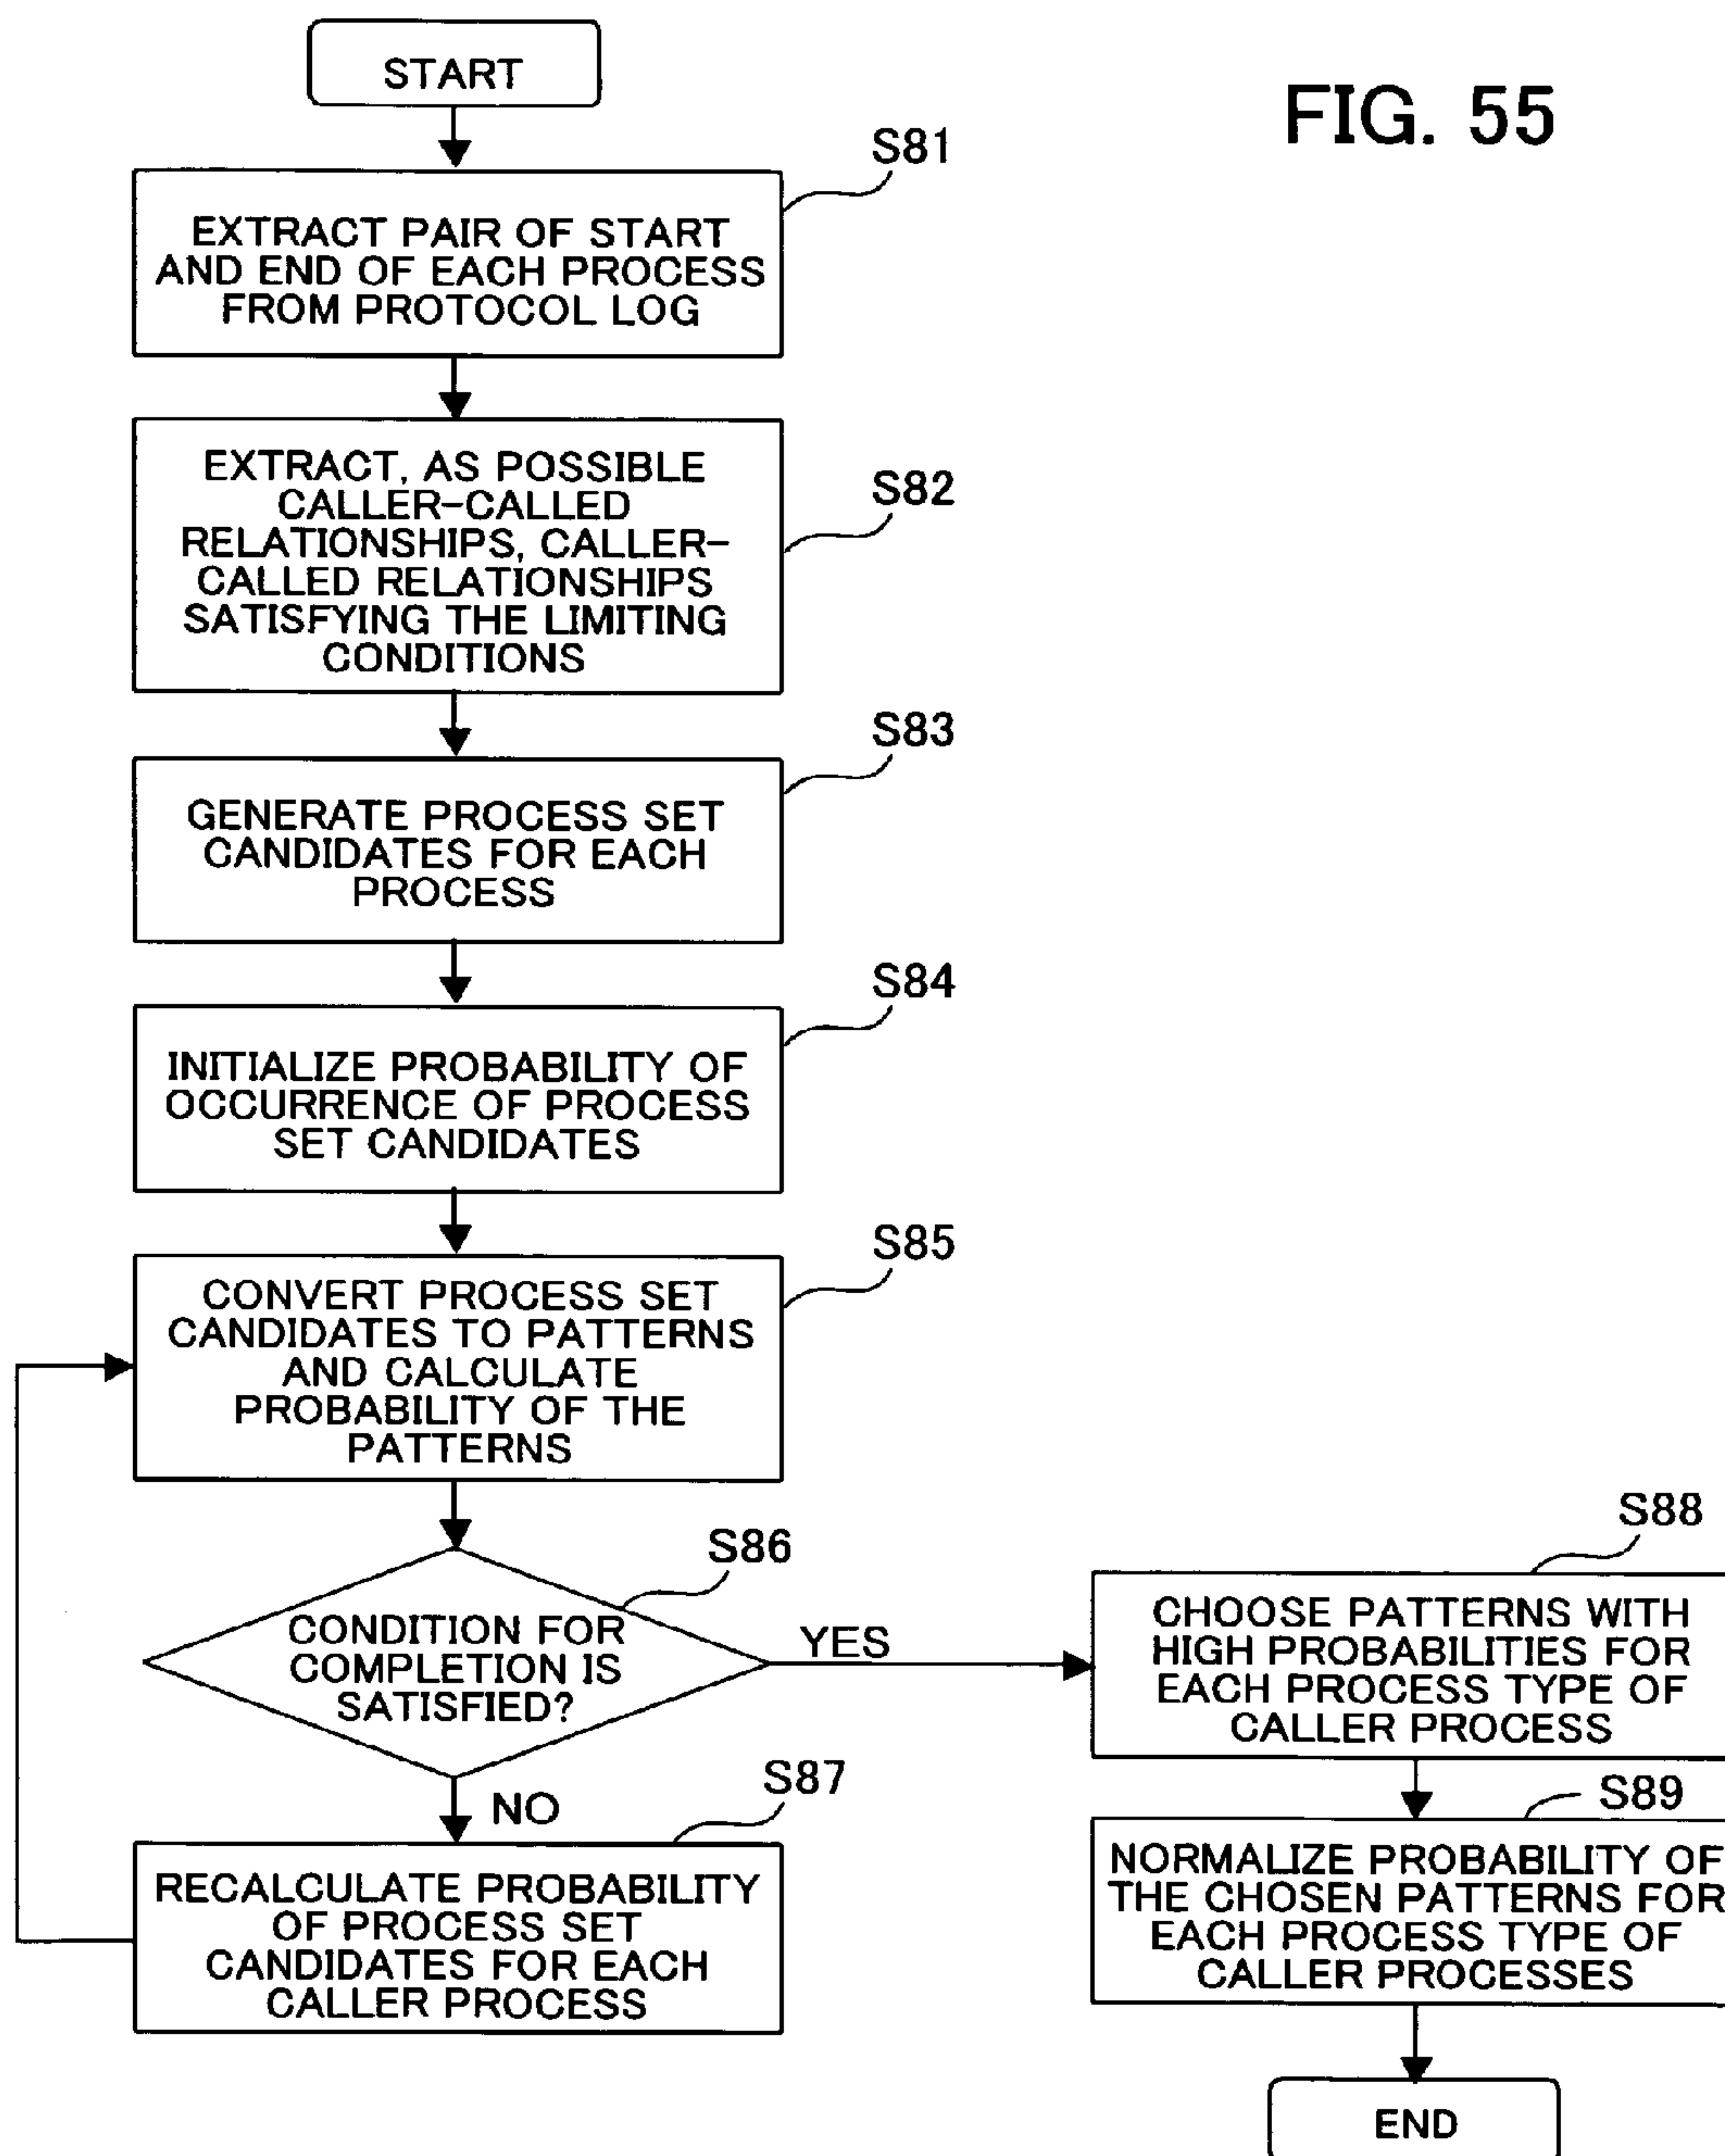 START
FIG. 55
S81
EXTRACT PAIR OF START
AND END OF EACH PROCESS
FROM PROTOCOL LOG
S82
EXTRACT, AS POSSIBLE
CALLER-CALLED
RELATIONSHIPS, CALLER-
CALLED RELATIONSHIPS
SATISFYING THE LIMITING
CONDITIONS
S83
GENERATE PROCESS SET
CANDIDATES FOR EACH
PROCESS
S84
INITIALIZE PROBABILITY OF
OCCURRENCE OF PROCESS
SET CANDIDATES
S85
CONVERT PROCESS SET
CANDIDATES TO PATTERNS
AND CALCULATE
PROBABILITY OF THE
PATTERNS
S86
CONDITION FOR
COMPLETION IS
SATISFIED?
YES
NO
S87
RECALCULATE PROBABILITY
OF PROCESS SET
CANDIDATES FOR EACH
CALLER PROCESS
S88
CHOOSE PATTERNS WITH
HIGH PROBABILITIES FOR
EACH PROCESS TYPE OF
CALLER PROCESS
S89
NORMALIZE PROBABILITY OF
THE CHOSEN PATTERNS FOR
EACH PROCESS TYPE OF
CALLER PROCESSES
END